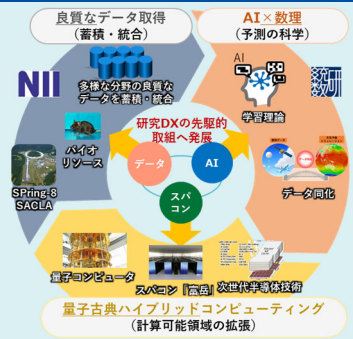 良質なデータ取得
（蓄積・統合）
AI×数理
（予測の科学）
NII
多様な分野の良質な
データを蓄積・統合
AI
統数研
学習理論
研究DXの先駆的
取組へ発展
バイオ
リソース
データ
AI
SPring-8
SACLA
データ同化
スパ
コン
量子コンピュータ
スパコン「富岳」
次世代半導体技術
量子古典ハイブリッドコンピューティング
（計算可能領域の拡張）